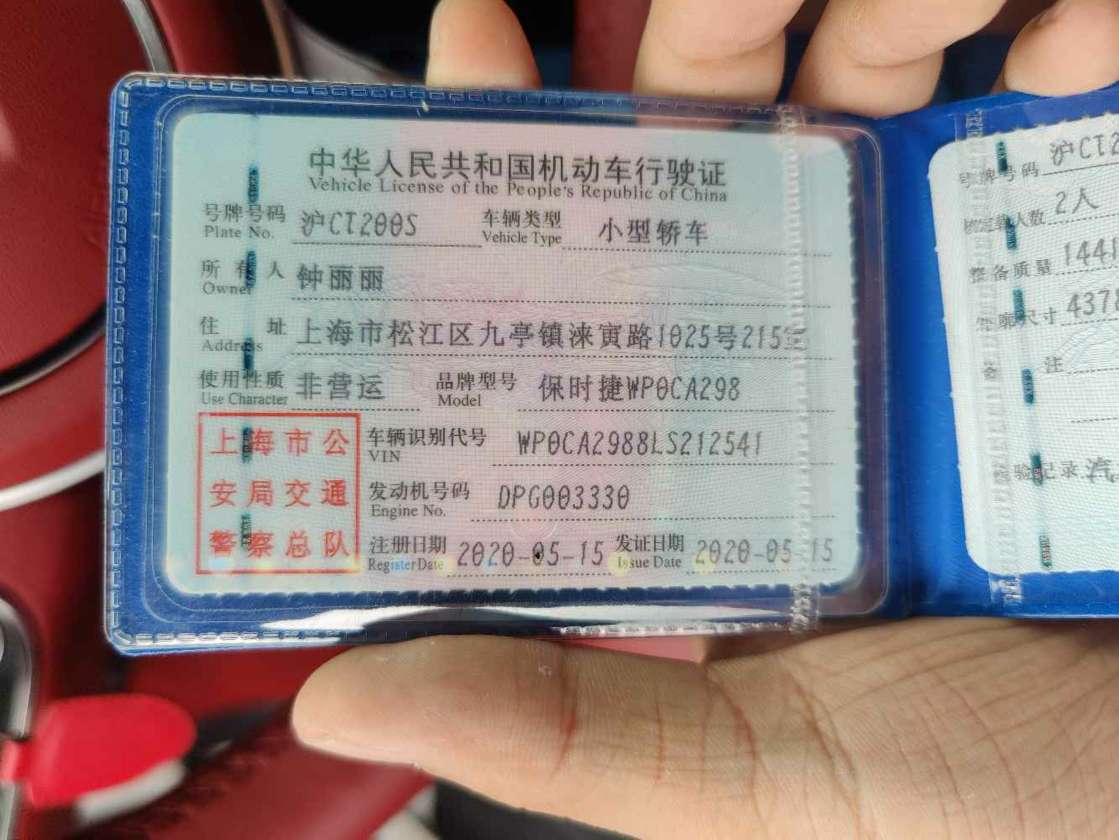 中华人民共和国机动车行驶证
Vehicle License of the People's Republic of China
号牌号码 沪CT200S 车辆类型 小型轿车
Plate No. Vehicle Type
所有人 钟丽丽
Owner
住址 上海市松江区九亭镇涞寅路1025号215室
Address
使用性质 非营运 品牌型号 保时捷WP0CA298
Use Character Model
上海市公
安局交通
警察总队
车辆识别代号 WP0CA2988LS212541
VIN
发动机号码 DPG003330
Engine No.
注册日期 2020-05-15 发证日期 2020-05-15
Register Date Issue Date
号牌号码 沪CT2
人数 2人
整备质量 1441
尺寸 437
注
检验记录 汽